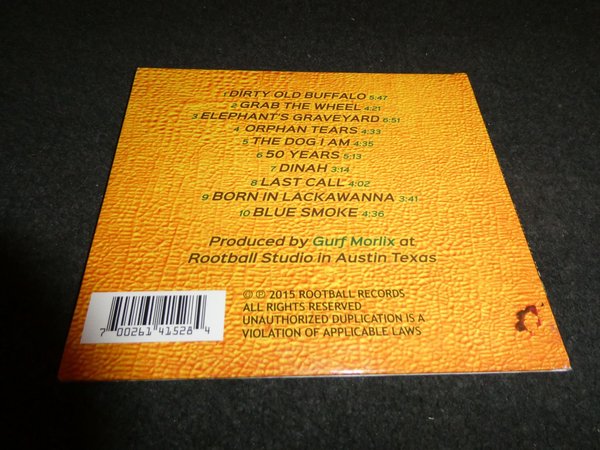 1 DIRTY OLD BUFFALO 5:47
2 GRAB THE WHEEL 4:21
3 ELEPHANT'S GRAVEYARD 6:51
4 ORPHAN TEARS 4:33
5 THE DOG I AM 4:35
6 50 YEARS 5:13
7 DINAH 3:14
8 LAST CALL 4:02
9 BORN IN LACKAWANNA 3:41
10 BLUE SMOKE 4:36
Produced by Gurf Morlix at
Rootball Studio in Austin Texas
© ℗ 2015 ROOTBALL RECORDS
ALL RIGHTS RESERVED
UNAUTHORIZED DUPLICATION IS A
VIOLATION OF APPLICABLE LAWS
7 00261 41528 4